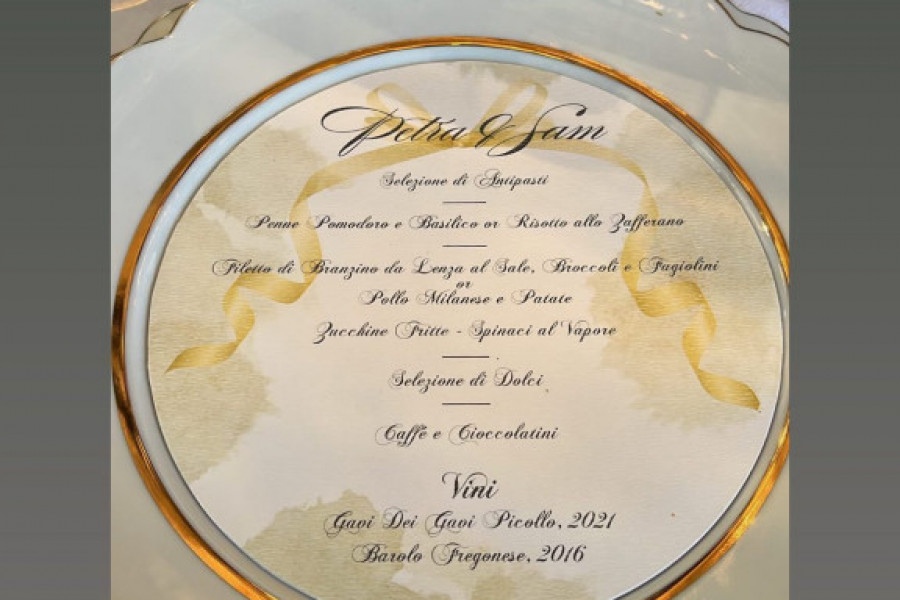 Petra & Sam
Selezione di Antipasti
Penne Pomodoro e Basilico or Risotto allo Zafferano
Filetto di Branzino da Lenza al Sale, Broccoli e Fagiolini
or
Pollo Milanese e Patate
Zucchine Fritte - Spinaci al Vapore
Selezione di Dolci
Caffè e Cioccolatini
Vini
Gavi Dei Gavi Picollo, 2021
Barolo Fregonese, 2016